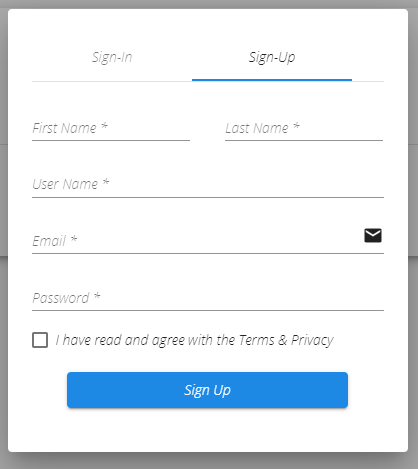 Sign-In Sign-Up
First Name * Last Name *
User Name *
Email *
Password *
I have read and agree with the Terms & Privacy
Sign Up